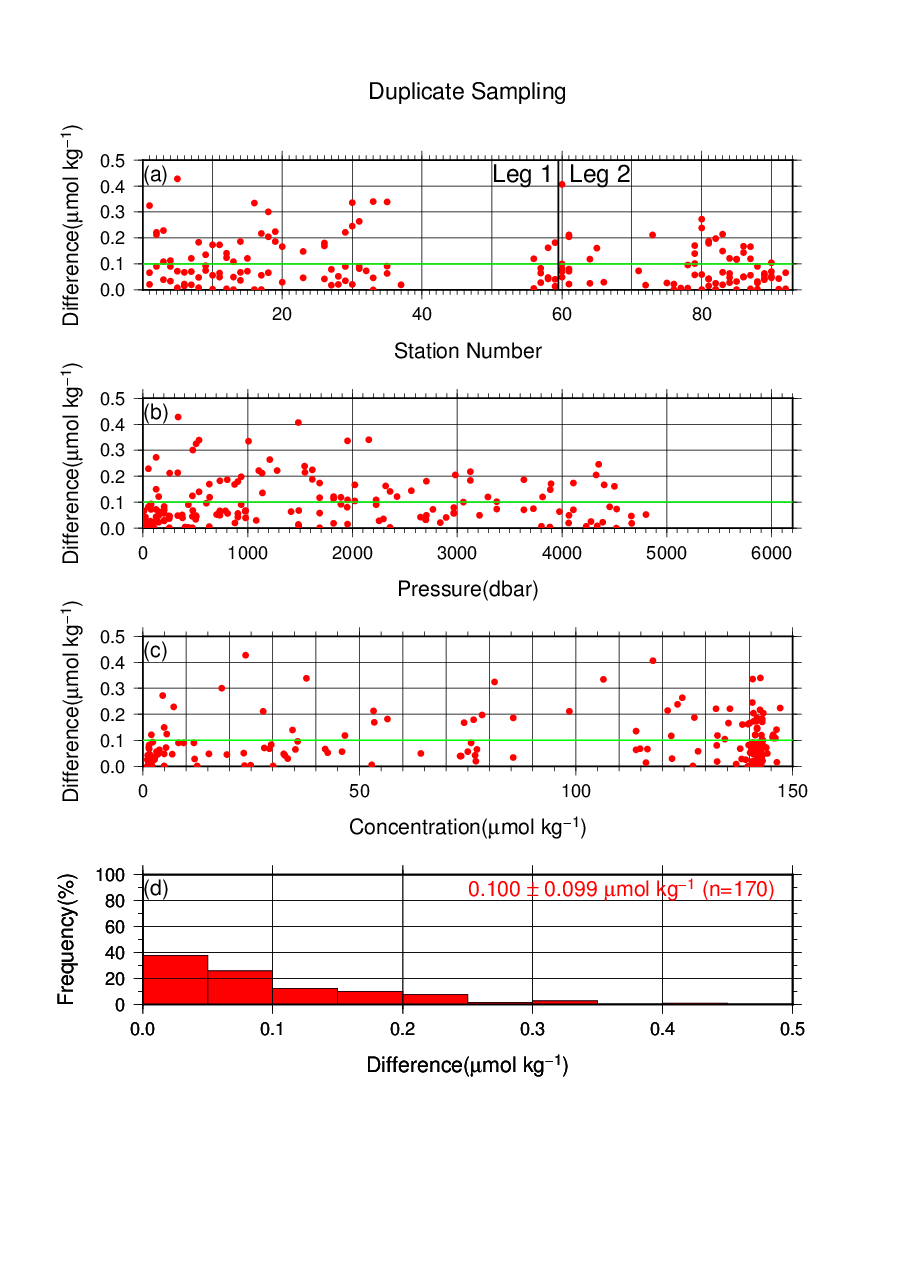 Duplicate Sampling
Difference(μmol kg⁻¹)
0.5
0.4
0.3
0.2
0.1
0.0
(a)
Leg 1
Leg 2
20
40
60
80
Station Number
Difference(μmol kg⁻¹)
0.5
0.4
0.3
0.2
0.1
0.0
(b)
0
1000
2000
3000
4000
5000
6000
Pressure(dbar)
Difference(μmol kg⁻¹)
0.5
0.4
0.3
0.2
0.1
0.0
(c)
0
50
100
150
Concentration(μmol kg⁻¹)
Frequency(%)
100
80
60
40
20
0
(d)
0.100 ± 0.099 μmol kg⁻¹ (n=170)
0.0
0.1
0.2
0.3
0.4
0.5
Difference(μmol kg⁻¹)